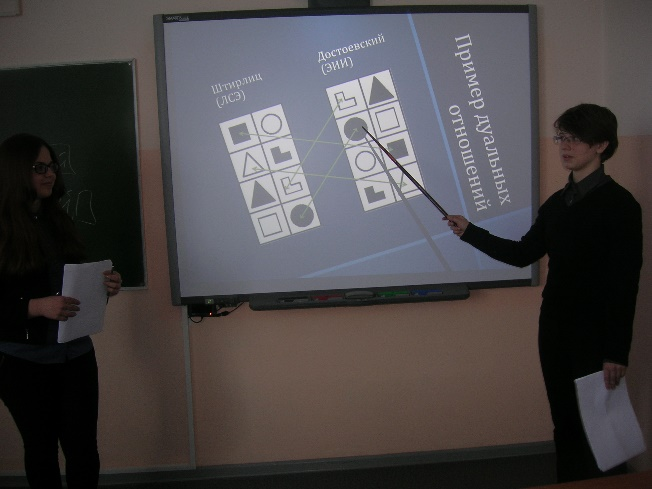 Штирлиц
(ЛСЭ)
Достоевский
(ЭИИ)
Пример дуальных
отношений